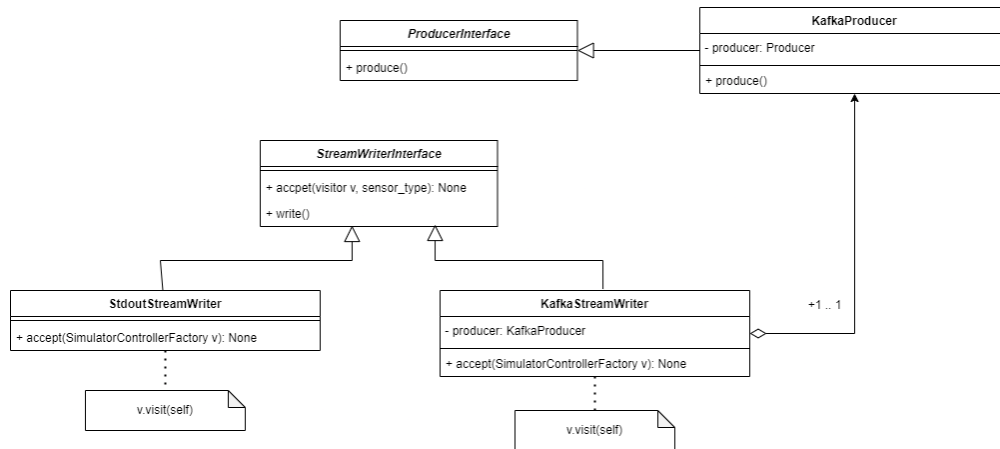 ProducerInterface
+ produce()
KafkaProducer
- producer: Producer
+ produce()
StreamWriterInterface
+ accpet(visitor v, sensor_type): None
+ write()
StdoutStreamWriter
+ accept(SimulatorControllerFactory v): None
v.visit(self)
KafkaStreamWriter
- producer: KafkaProducer
+ accept(SimulatorControllerFactory v): None
v.visit(self)
+1 .. 1